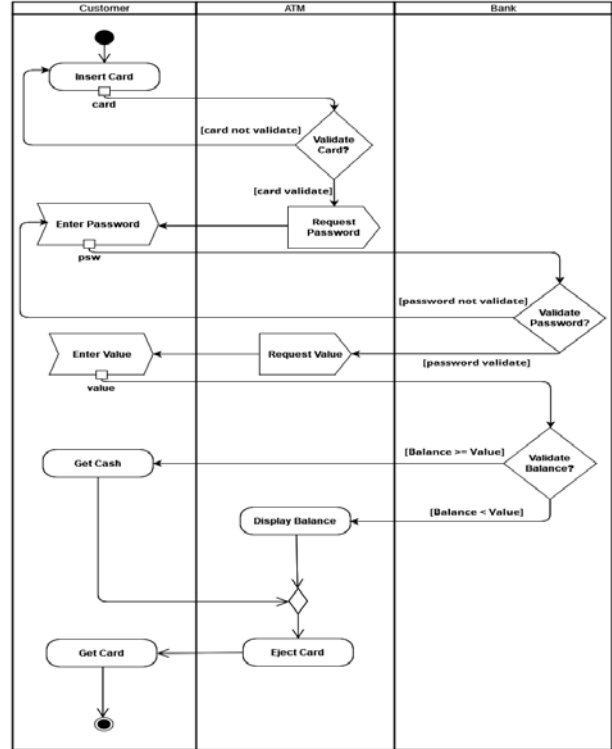 Customer
ATM
Bank
Insert Card
card
[card not validate]
Validate
Card?
[card validate]
Enter Password
Request
Password
psw
[password not validate]
Validate
Password?
Enter Value
Request Value
[password validate]
value
Get Cash
[Balance >= Value]
Validate
Balance?
Display Balance
[Balance < Value]
Get Card
Eject Card